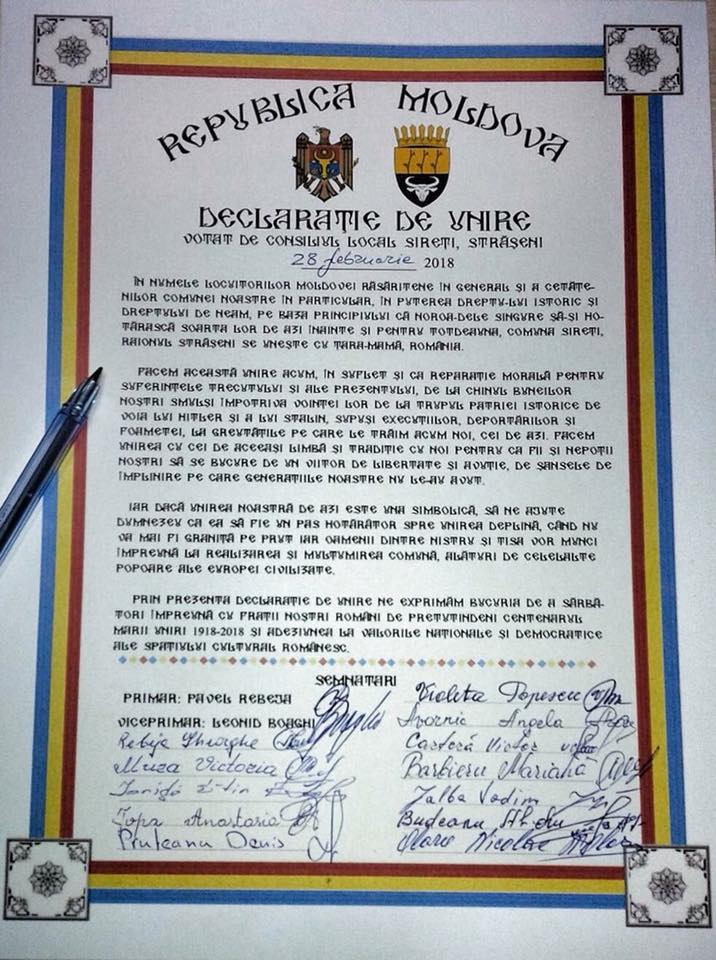 REPUBLICA MOLDOVA
DECLARAȚIE DE UNIRE
VOTAT DE CONSILIUL LOCAL SIREȚI, STRĂȘENI
28 februarie 2018
ÎN NUMELE LOCUITORILOR MOLDOVEI RĂSĂRITENE ÎN GENERAL ȘI A CETĂȚE-
NILOR COMUNEI NOASTRE ÎN PARTICULAR, ÎN PUTEREA DREPTU-LUI ISTORIC ȘI
DREPTULUI DE NEAM, PE BAZA PRINCIPIULUI CĂ NOROA-DELE SINGURE SĂ-ȘI HO-
TĂRASCĂ SOARTA LOR DE AZI ÎNAINTE ȘI PENTRU TOTDEAUNA, COMUNA SIREȚI,
RAIONUL STRĂȘENI SE UNEȘTE CU ȚARA-MAMĂ, ROMÂNIA.
FACEM ACEASTĂ UNIRE ACUM, ÎN SUFLET ȘI CA REPARAȚIE MORALĂ PENTRU
SUFERINȚELE TRECUTULUI ȘI ALE PREZENTULUI, DE LA CHINUL BUNEILOR
NOȘTRI SMULȘI ÎMPOTRIVA VOINȚEI LOR DE LA TRUPUL PATRIEI ISTORICE DE
VOIA LUI HITLER ȘI A LUI STALIN, SUPUȘI EXECUȚIILOR, DEPORTĂRILOR ȘI
FOAMETEI, LA GREUTĂȚILE PE CARE LE TRĂIM ACUM NOI, CEI DE AZI. FACEM
UNIREA CU CEI DE ACEEAȘI LIMBĂ ȘI TRADIȚIE CU NOI PENTRU CA FII ȘI NEPOȚII
NOȘTRI SĂ SE BUCURE DE UN VIITOR DE LIBERTATE ȘI AVUȚIE, DE ȘANSELE DE
ÎMPLINIRE PE CARE GENERAȚIILE NOASTRE NU LE-AU AVUT.
IAR DACĂ UNIREA NOASTRĂ DE AZI ESTE UNA SIMBOLICĂ, SĂ NE AJUTE
DUMNEZEU CA EA SĂ FIE UN PAS HOTĂRÂTOR SPRE UNIREA DEPLINĂ, CÂND NU
VA MAI FI GRANIȚĂ PE PRUT IAR OAMENII DINTRE NISTRU ȘI TISA VOR MUNCI
ÎMPREUNĂ LA REALIZAREA ȘI MULȚUMIREA COMUNĂ, ALĂTURI DE CELELALTE
POPOARE ALE EUROPEI CIVILIZATE.
PRIN PREZENTA DECLARAȚIE DE UNIRE NE EXPRIMĂM BUCURIA DE A SĂRBĂ-
TORI ÎMPREUNĂ CU FRAȚII NOȘTRI ROMÂNI DE PRETUTINDENI CENTENARUL
MARII UNIRI 1918-2018 ȘI ADEZIUNEA LA VALORILE NAȚIONALE ȘI DEMOCRATICE
ALE SPAȚIULUI CULTURAL ROMÂNESC.
SEMNATARI
PRIMAR: PAVEL REBEJA
VICEPRIMAR: LEONID BOAGHI
Rebeja Gheorghe
Muza Victoria
Țopa Anastasia
Pruteanu Denis
Violeta Popescu
Dvornic Angela
Victor
Barbieru Mariana
Jalba Vadim
Budeanu
Nicolae